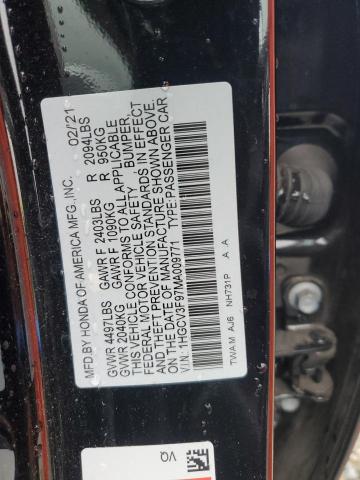 MFD.BY HONDA OF AMERICA MFG.,INC. 02/21
GVWR 4497LBS GAWR F 2403LBS R 2094LBS
GVWR 2040KG GAWR F 1090KG R 950KG
THIS VEHICLE CONFORMS TO ALL APPLICABLE
FEDERAL MOTOR VEHICLE SAFETY , BUMPER,
AND THEFT PREVENTION STANDARDS IN EFFECT
ON THE DATE OF MANUFACTURE SHOWN ABOVE.
V.I.N.:1HGCV3F97MA009771 TYPE:PASSENGER CAR
TWA M AJ6 NH731P A A
VQ